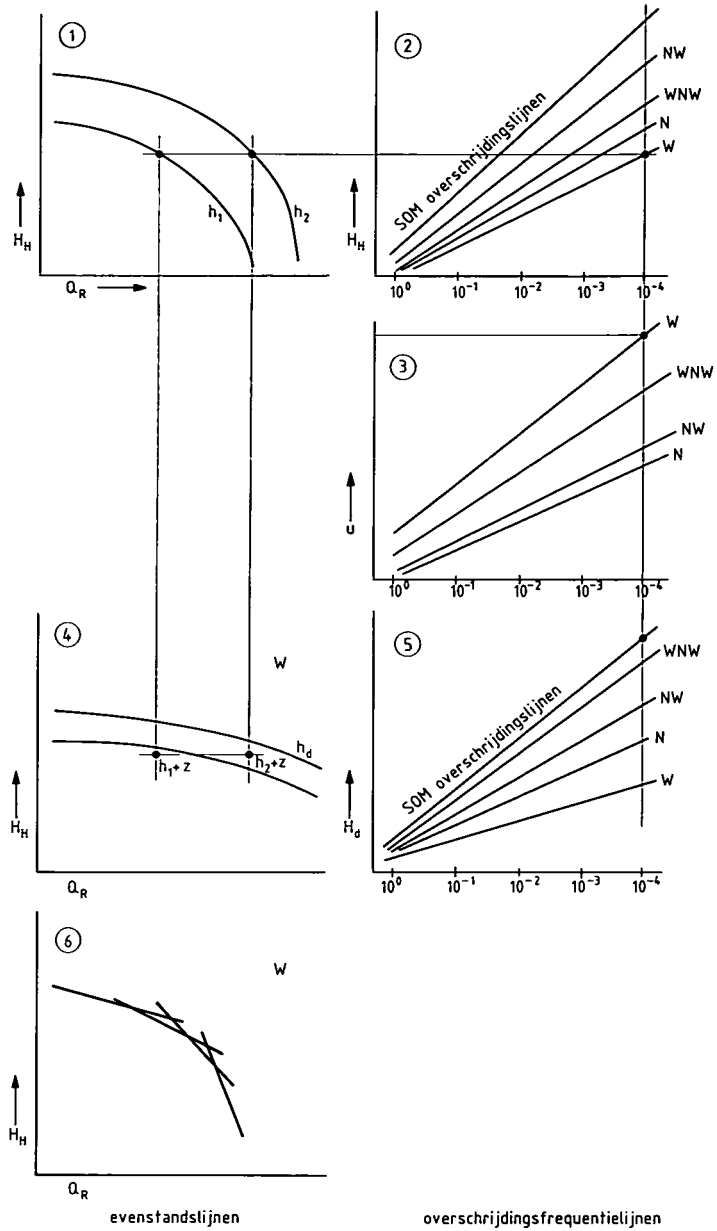 1
H_H
h_1
h_2
Q_R
2
SOM overschrijdingslijnen
NW
WNW
N
W
H_H
10^0 10^-1 10^-2 10^-3 10^-4
3
W
WNW
NW
N
u
10^0 10^-1 10^-2 10^-3 10^-4
4
W
h_d
h_1+z
h_2+z
H_H
Q_R
5
SOM overschrijdingslijnen
WNW
NW
N
W
H_d
10^0 10^-1 10^-2 10^-3 10^-4
6
W
H_H
Q_R
evenstandslijnen
overschrijdingsfrequentielijnen